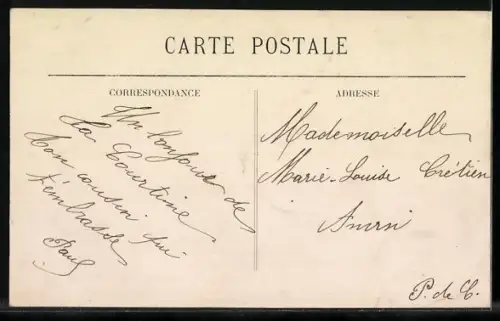 CARTE POSTALE
CORRESPONDANCE
Un bonjour de
La Courtine
ton cousin qui
t'embrasse
Paul
ADRESSE
Mademoiselle
Marie-Louise Crétien
P. de C.